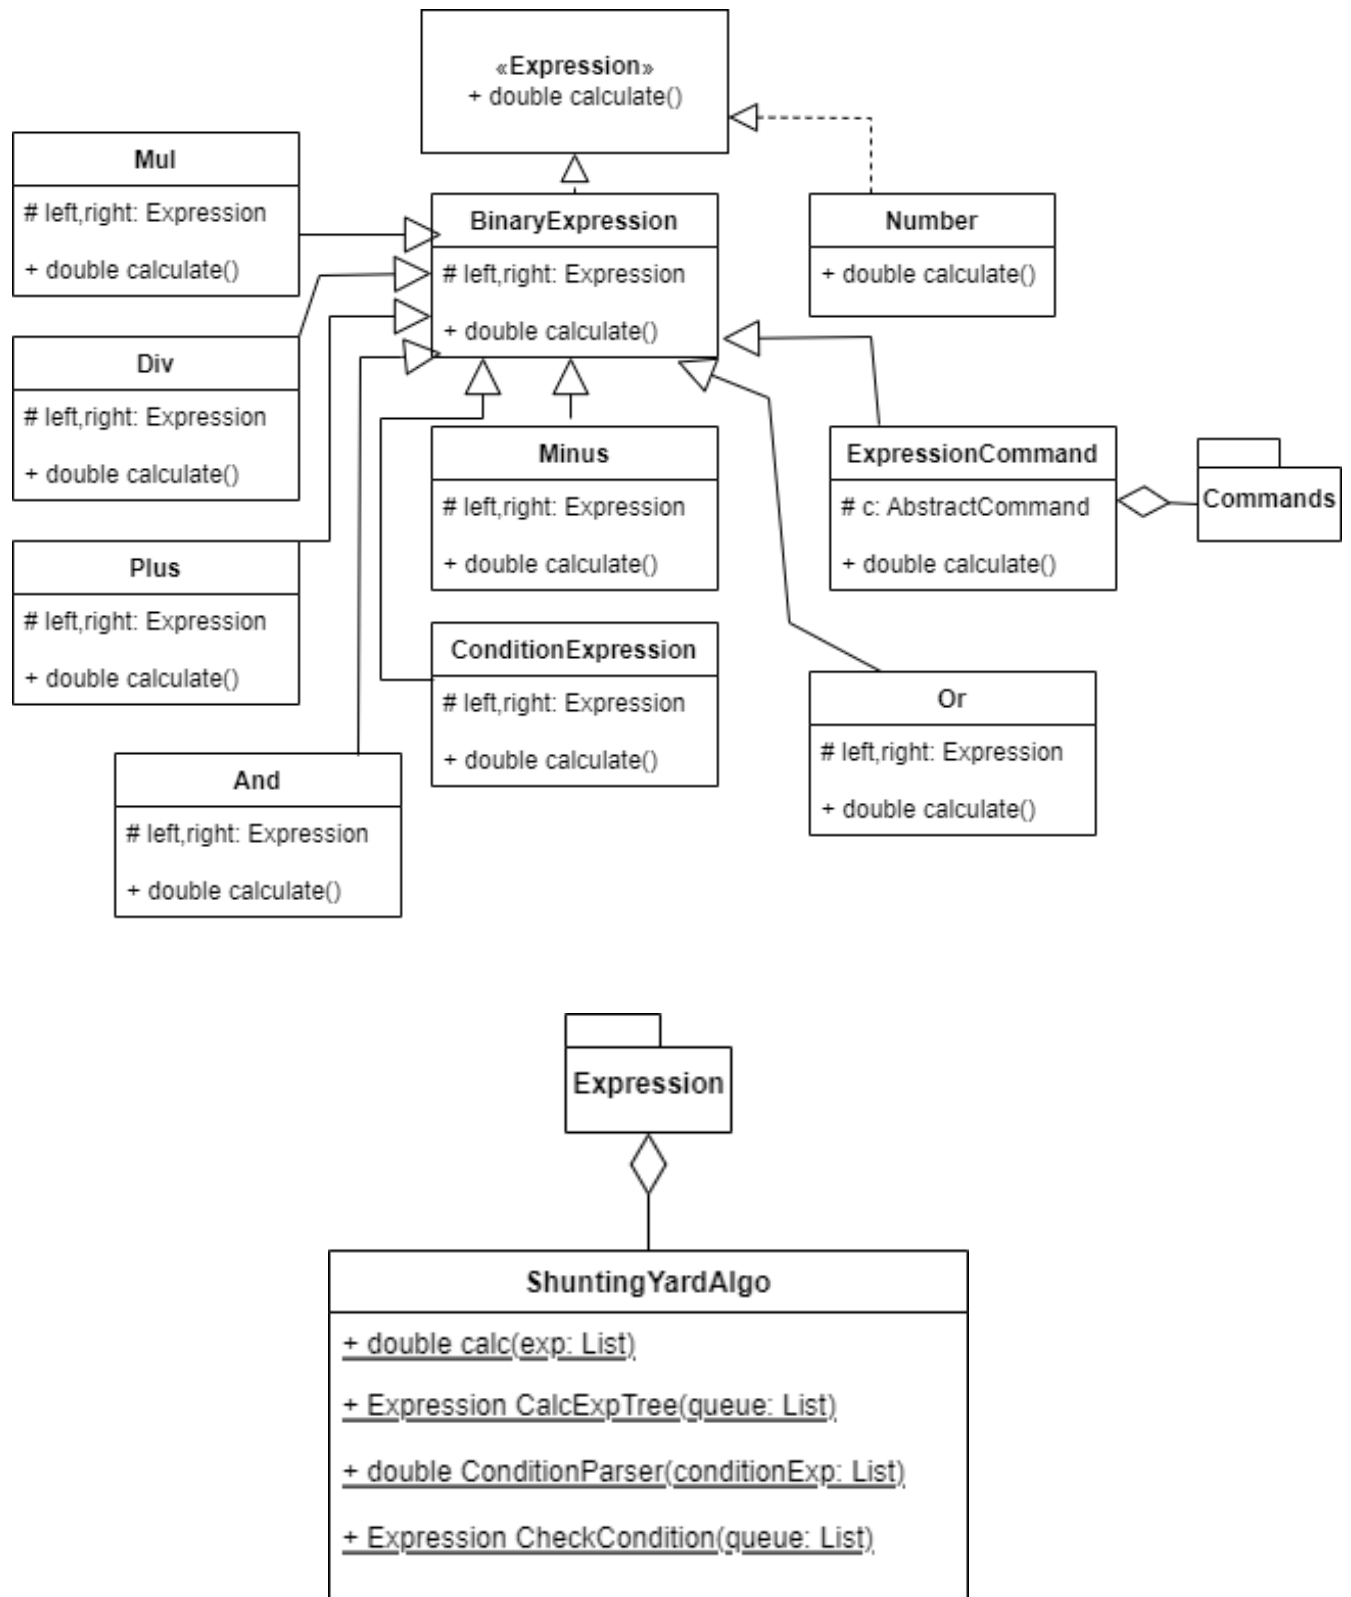 «Expression»
+ double calculate()
Mul
# left,right: Expression
+ double calculate()
BinaryExpression
# left,right: Expression
+ double calculate()
Number
+ double calculate()
Div
# left,right: Expression
+ double calculate()
Minus
# left,right: Expression
+ double calculate()
ExpressionCommand
# c: AbstractCommand
+ double calculate()
Commands
Plus
# left,right: Expression
+ double calculate()
ConditionExpression
# left,right: Expression
+ double calculate()
Or
# left,right: Expression
+ double calculate()
And
# left,right: Expression
+ double calculate()
Expression
ShuntingYardAlgo
+ double calc(exp: List)
+ Expression CalcExpTree(queue: List)
+ double ConditionParser(conditionExp: List)
+ Expression CheckCondition(queue: List)